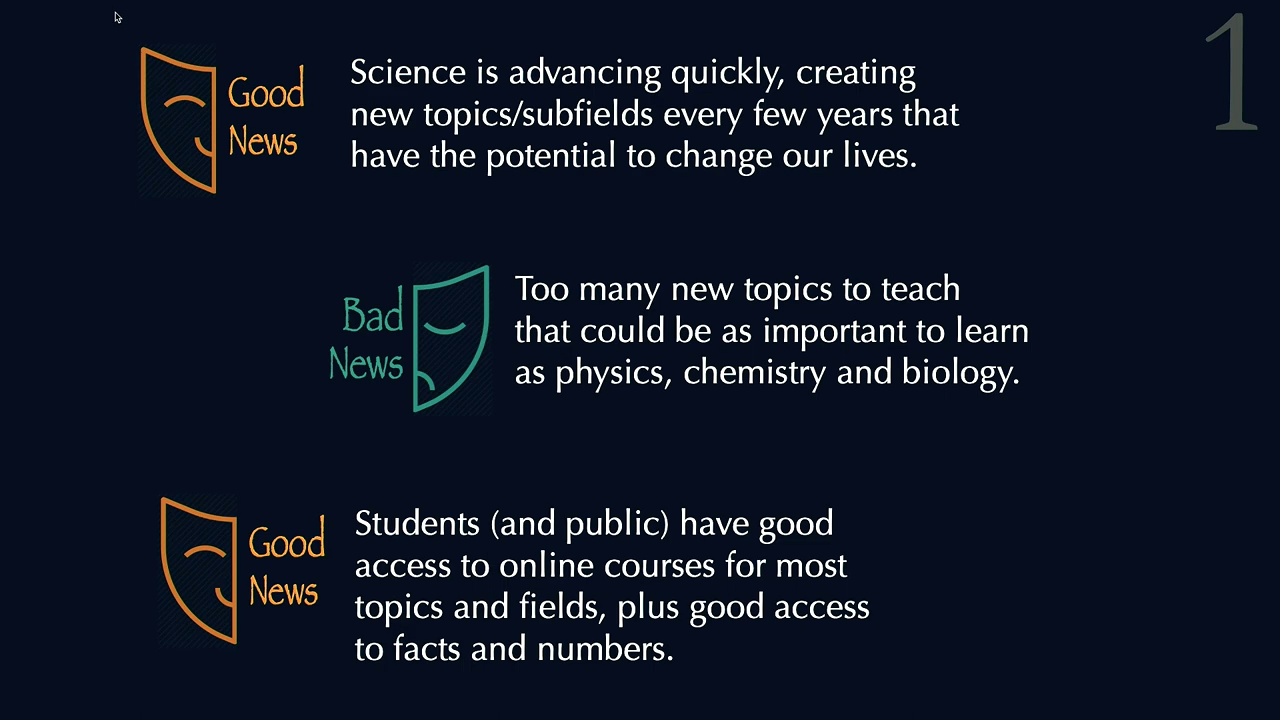 1
Good
News
Science is advancing quickly, creating
new topics/subfields every few years that
have the potential to change our lives.
Bad
News
Too many new topics to teach
that could be as important to learn
as physics, chemistry and biology.
Good
News
Students (and public) have good
access to online courses for most
topics and fields, plus good access
to facts and numbers.